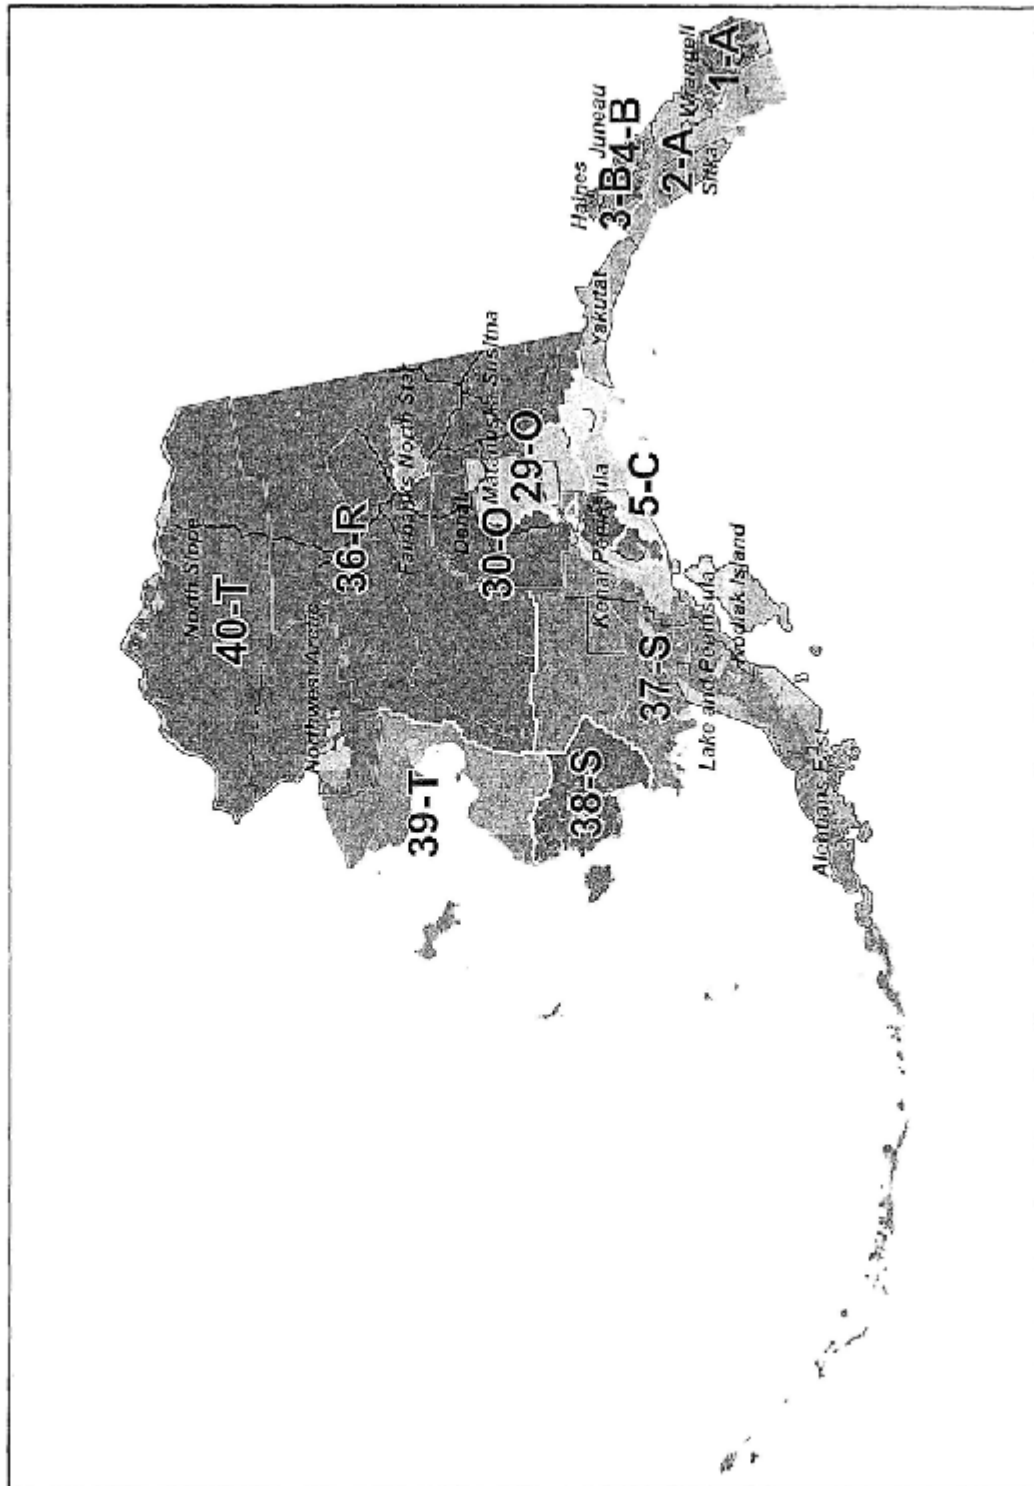 North Slope
40-T
Northwest Arctic
36-R
Fairbanks North Star
39-T
Denali
30-O
Matanuska-Susitna
29-O
38-S
Kenai Peninsula
5-C
37-S
Lake and Peninsula
Kodiak Island
Aleutians East
Yakutat
Haines
Juneau
3-B
4-B
2-A
Sitka
Wrangell
1-A